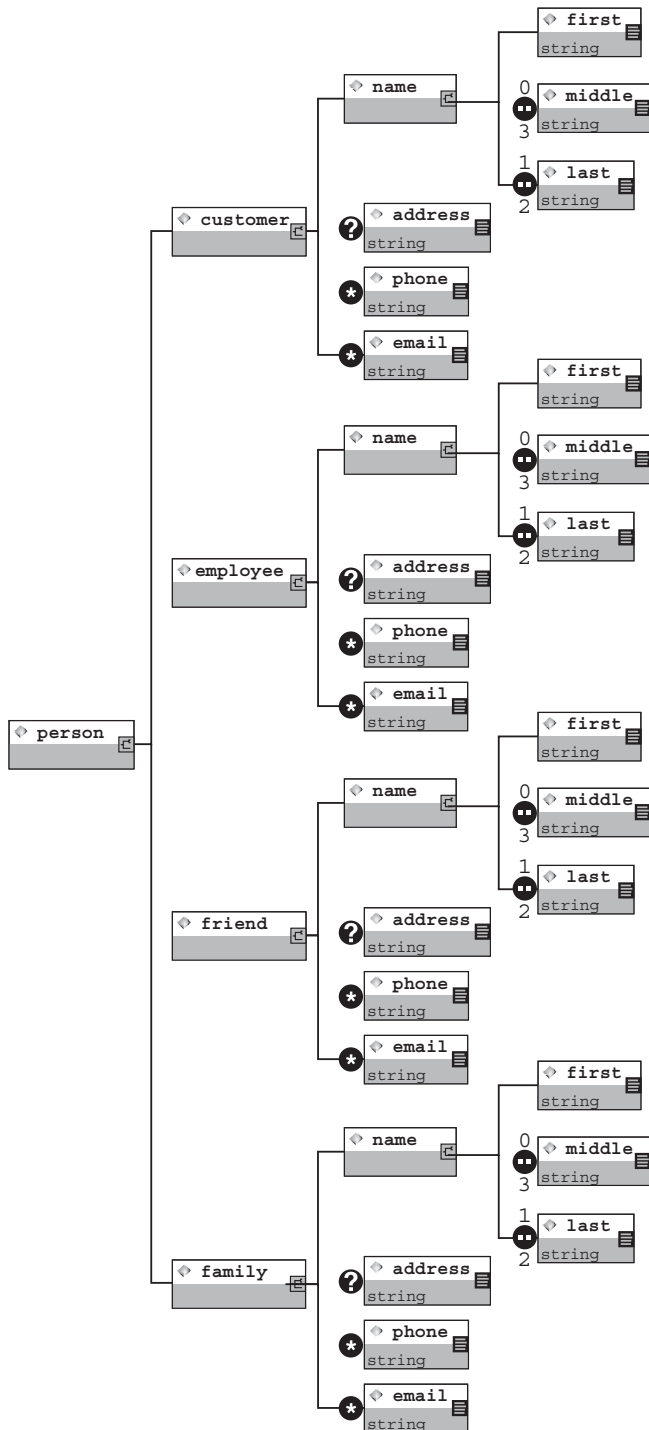 person
customer
name
first
string
0
middle
3
string
1
last
2
string
?
address
string
*
phone
string
*
email
string
employee
name
first
string
0
middle
3
string
1
last
2
string
?
address
string
*
phone
string
*
email
string
friend
name
first
string
0
middle
3
string
1
last
2
string
?
address
string
*
phone
string
*
email
string
family
name
first
string
0
middle
3
string
1
last
2
string
?
address
string
*
phone
string
*
email
string